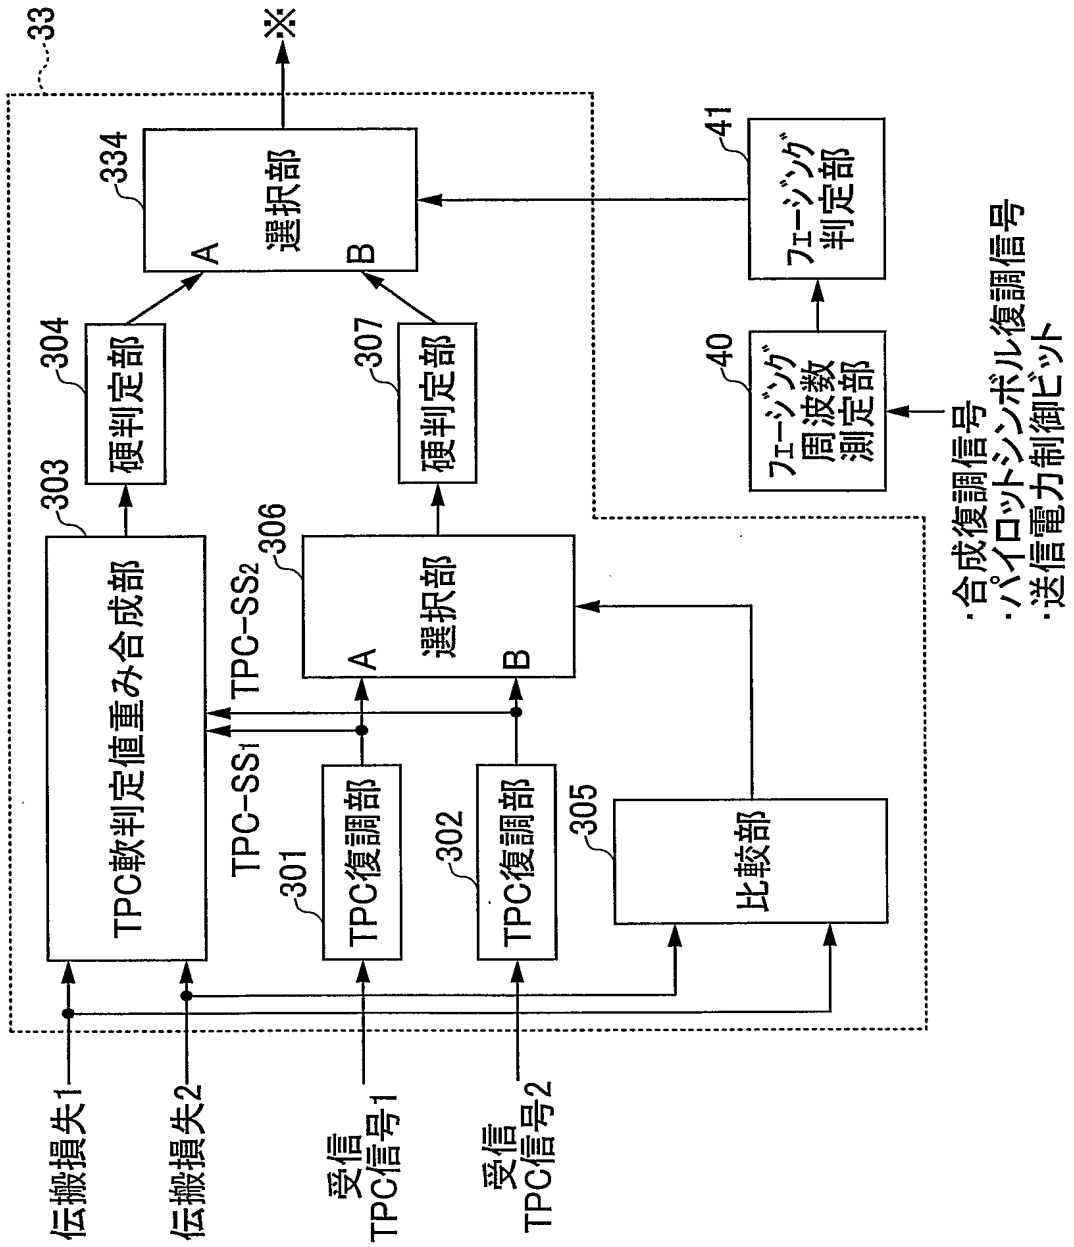 33
※
伝搬損失1
伝搬損失2
受信
TPC信号1
受信
TPC信号2
303
TPC軟判定値重み合成部
304
硬判定部
334
A
B
選択部
TPC-SS1
TPC-SS2
301
TPC復調部
302
TPC復調部
306
A
B
選択部
307
硬判定部
305
比較部
40
フェージング
周波数
測定部
41
フェージング
判定部
・合成復調信号
・パイロットシンボル復調信号
・送信電力制御ビット